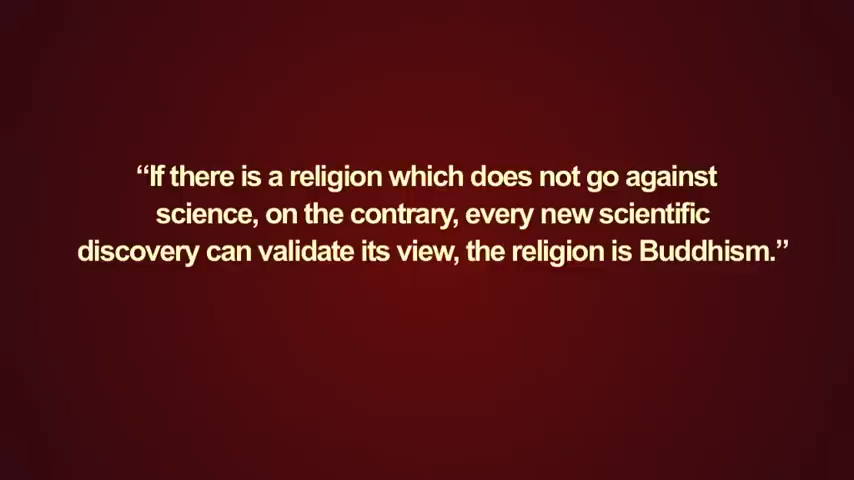 “If there is a religion which does not go against
science, on the contrary, every new scientific
discovery can validate its view, the religion is Buddhism.”